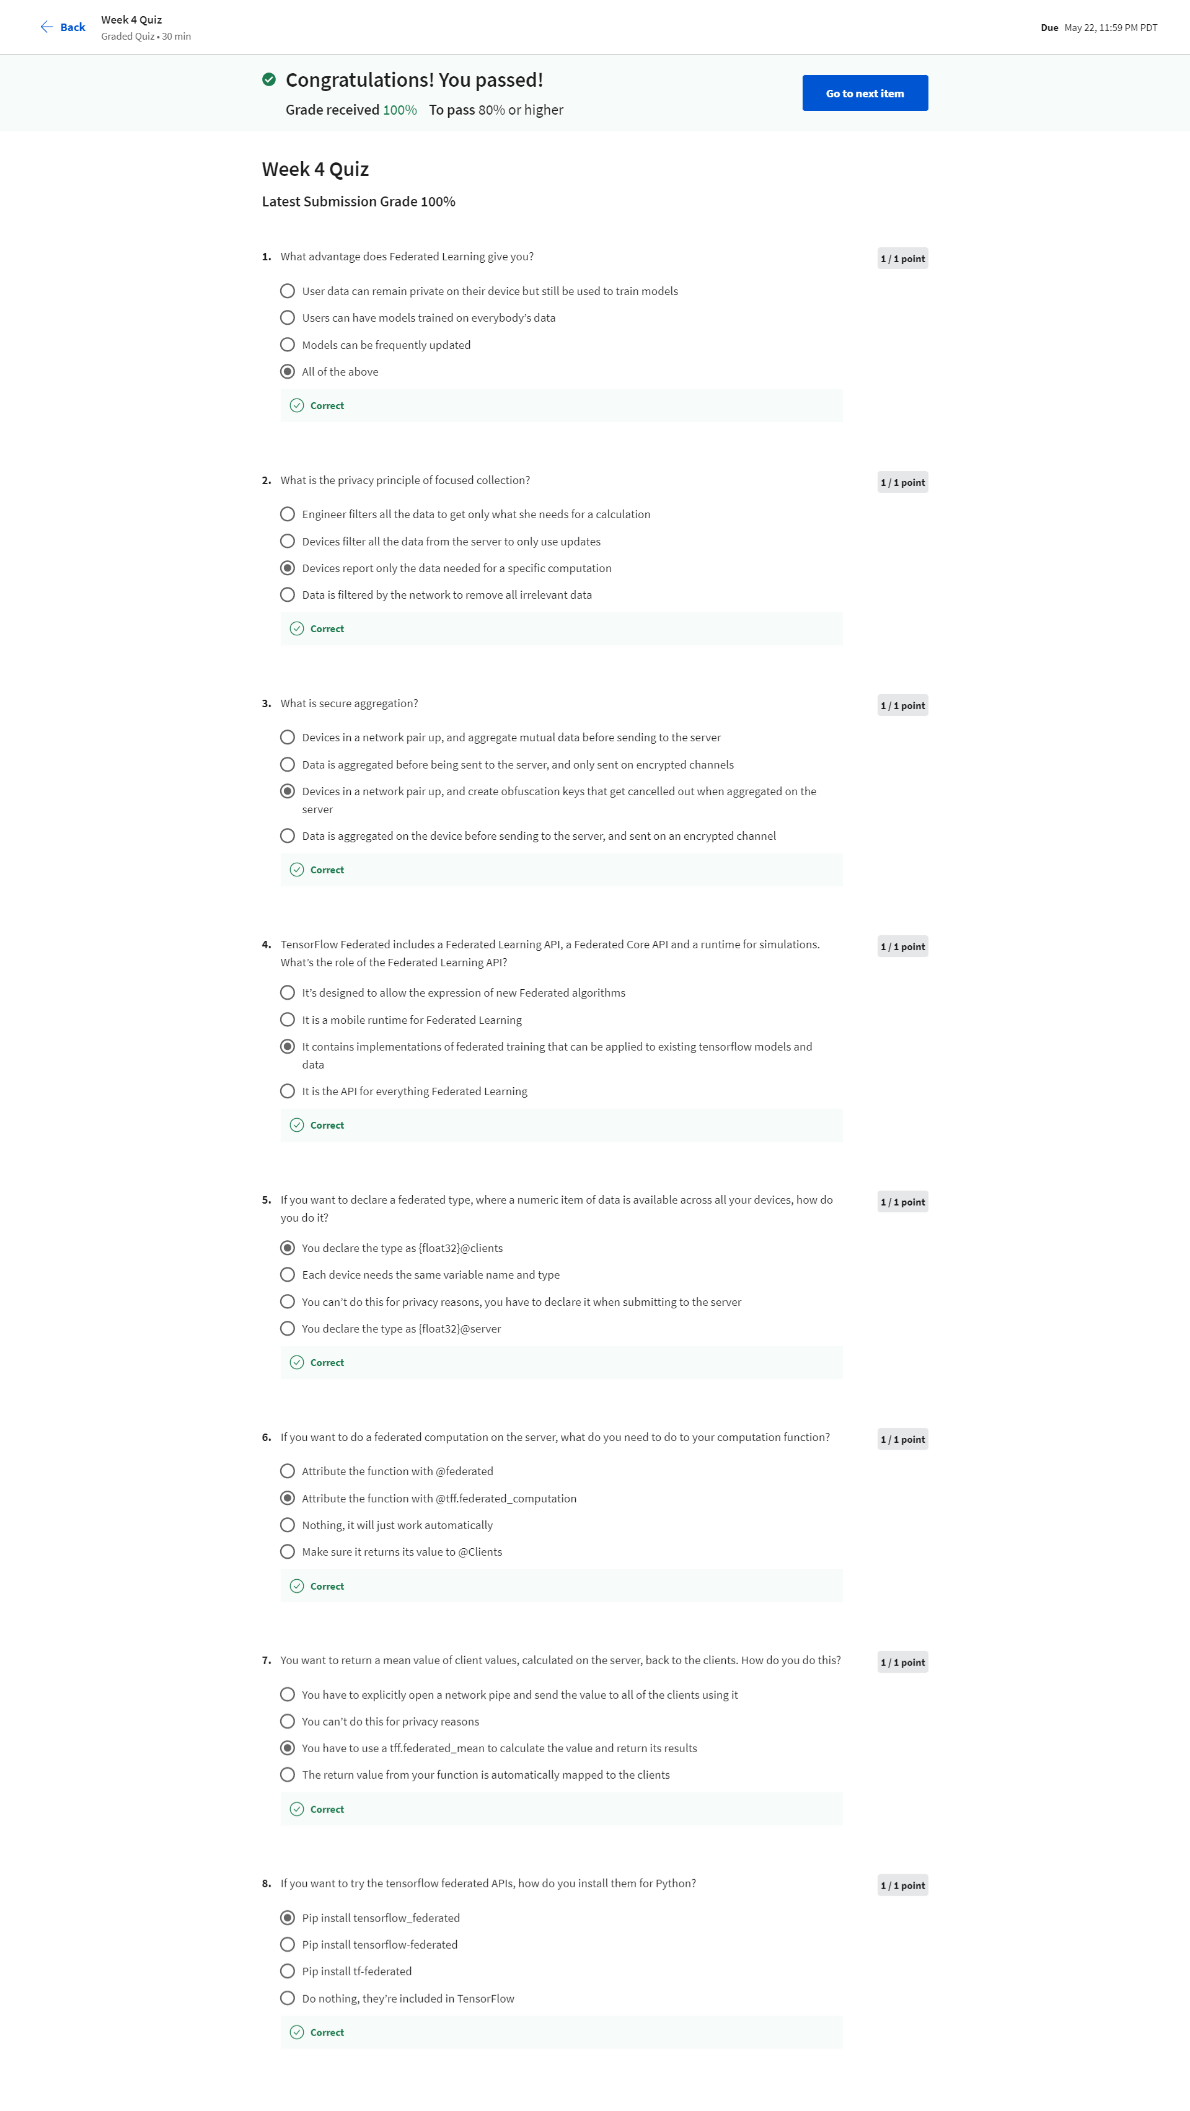 Back
Week 4 Quiz
Graded Quiz • 30 min
Due May 22, 11:59 PM PDT
Congratulations! You passed!
Grade received 100% To pass 80% or higher
Go to next item
Week 4 Quiz
Latest Submission Grade 100%
1. What advantage does Federated Learning give you?
1 / 1 point
User data can remain private on their device but still be used to train models
Users can have models trained on everybody's data
Models can be frequently updated
All of the above
Correct
2. What is the privacy principle of focused collection?
1 / 1 point
Engineer filters all the data to get only what she needs for a calculation
Devices filter all the data from the server to only use updates
Devices report only the data needed for a specific computation
Data is filtered by the network to remove all irrelevant data
Correct
3. What is secure aggregation?
1 / 1 point
Devices in a network pair up, and aggregate mutual data before sending to the server
Data is aggregated before being sent to the server, and only sent on encrypted channels
Devices in a network pair up, and create obfuscation keys that get cancelled out when aggregated on the
server
Data is aggregated on the device before sending to the server, and sent on an encrypted channel
Correct
4. TensorFlow Federated includes a Federated Learning API, a Federated Core API and a runtime for simulations.
1 / 1 point
What's the role of the Federated Learning API?
It's designed to allow the expression of new Federated algorithms
It is a mobile runtime for Federated Learning
It contains implementations of federated training that can be applied to existing tensorflow models and
data
It is the API for everything Federated Learning
Correct
5. If you want to declare a federated type, where a numeric item of data is available across all your devices, how do
1 / 1 point
you do it?
You declare the type as {float32}@clients
Each device needs the same variable name and type
You can't do this for privacy reasons, you have to declare it when submitting to the server
You declare the type as {float32}@server
Correct
6. If you want to do a federated computation on the server, what do you need to do to your computation function?
1 / 1 point
Attribute the function with @federated
Attribute the function with @tff.federated_computation
Nothing, it will just work automatically
Make sure it returns its value to @Clients
Correct
7. You want to return a mean value of client values, calculated on the server, back to the clients. How do you do this?
1 / 1 point
You have to explicitly open a network pipe and send the value to all of the clients using it
You can't do this for privacy reasons
You have to use a tff.federated_mean to calculate the value and return its results
The return value from your function is automatically mapped to the clients
Correct
8. If you want to try the tensorflow federated APIs, how do you install them for Python?
1 / 1 point
Pip install tensorflow_federated
Pip install tensorflow-federated
Pip install tf-federated
Do nothing, they're included in TensorFlow
Correct